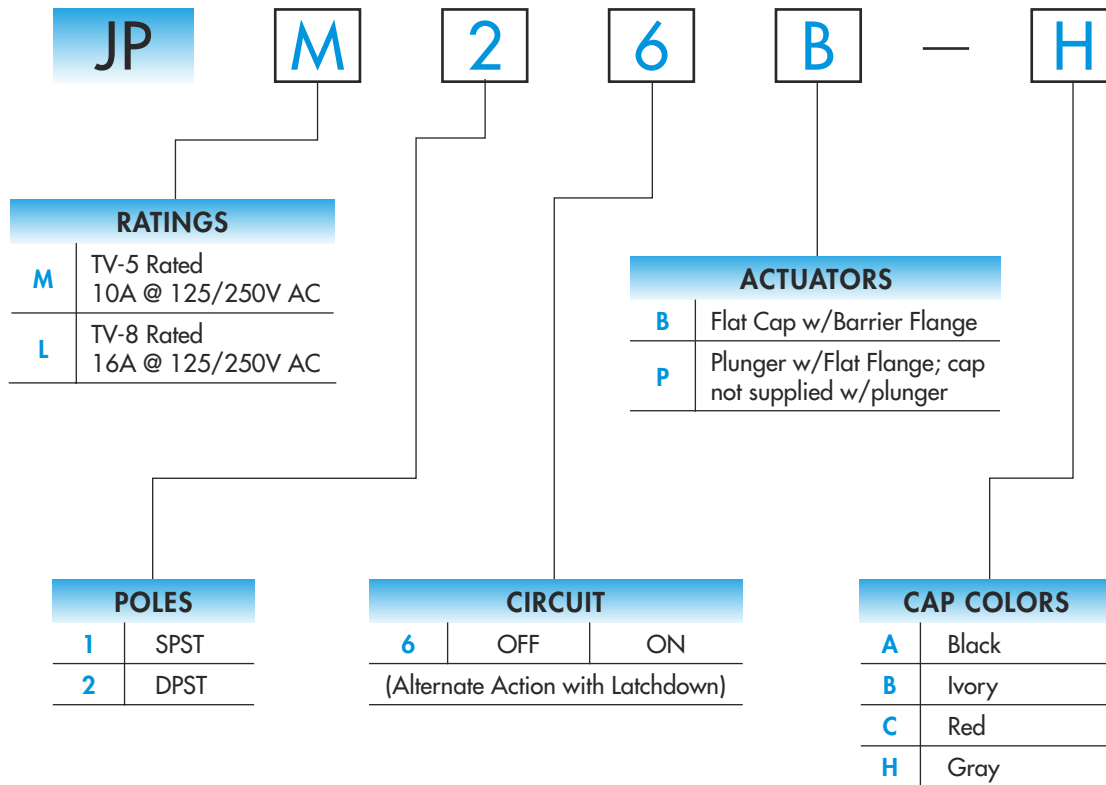 JP M 2 6 B — H
RATINGS
M TV-5 Rated
10A @ 125/250V AC
L TV-8 Rated
16A @ 125/250V AC
ACTUATORS
B Flat Cap w/Barrier Flange
P Plunger w/Flat Flange; cap
not supplied w/plunger
POLES
1 SPST
2 DPST
CIRCUIT
6 OFF ON
(Alternate Action with Latchdown)
CAP COLORS
A Black
B Ivory
C Red
H Gray